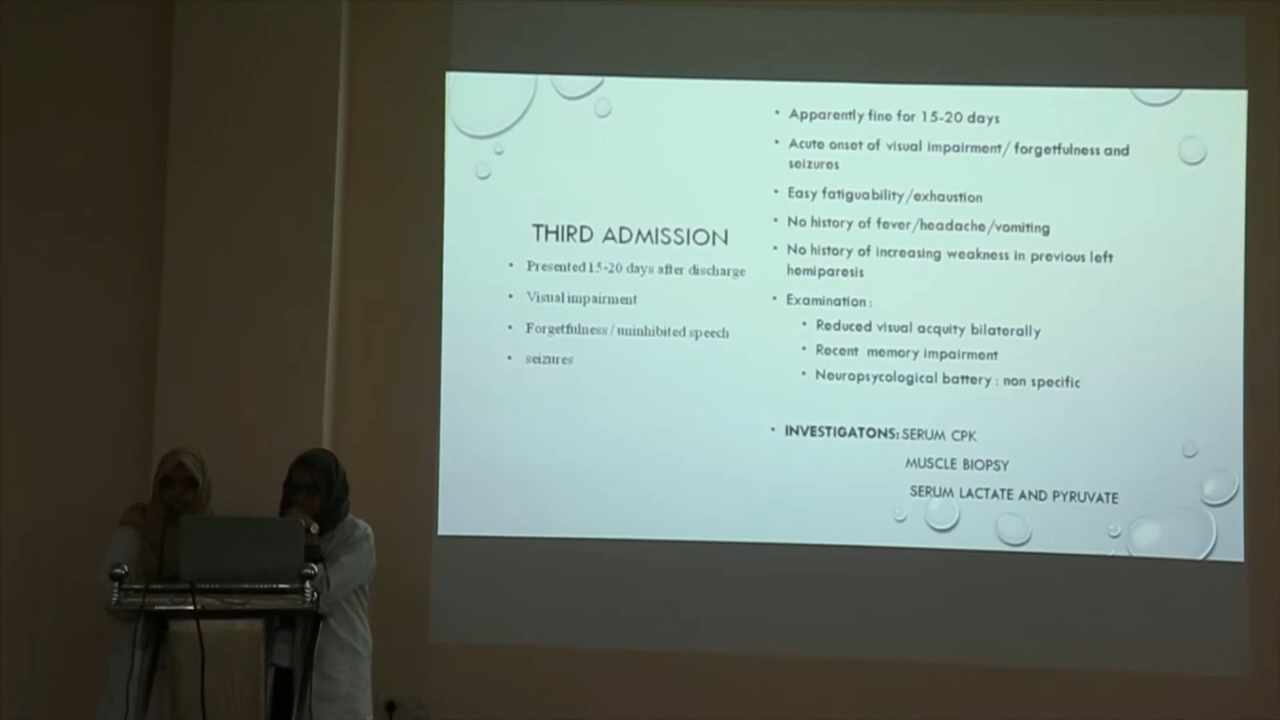 THIRD ADMISSION
• Presented 15-20 days after discharge
• Visual impairment
• Forgetfulness / uninhibited speech
• seizures
• Apparently fine for 15-20 days
• Acute onset of visual impairment/ forgetfulness and
seizures
• Easy fatiguability/exhaustion
• No history of fever/headache/vomiting
• No history of increasing weakness in previous left
hemiparesis
• Examination :
• Reduced visual acquity bilaterally
• Recent memory impairment
• Neuropsycological battery : non specific
• INVESTIGATONS: SERUM CPK
MUSCLE BIOPSY
SERUM LACTATE AND PYRUVATE